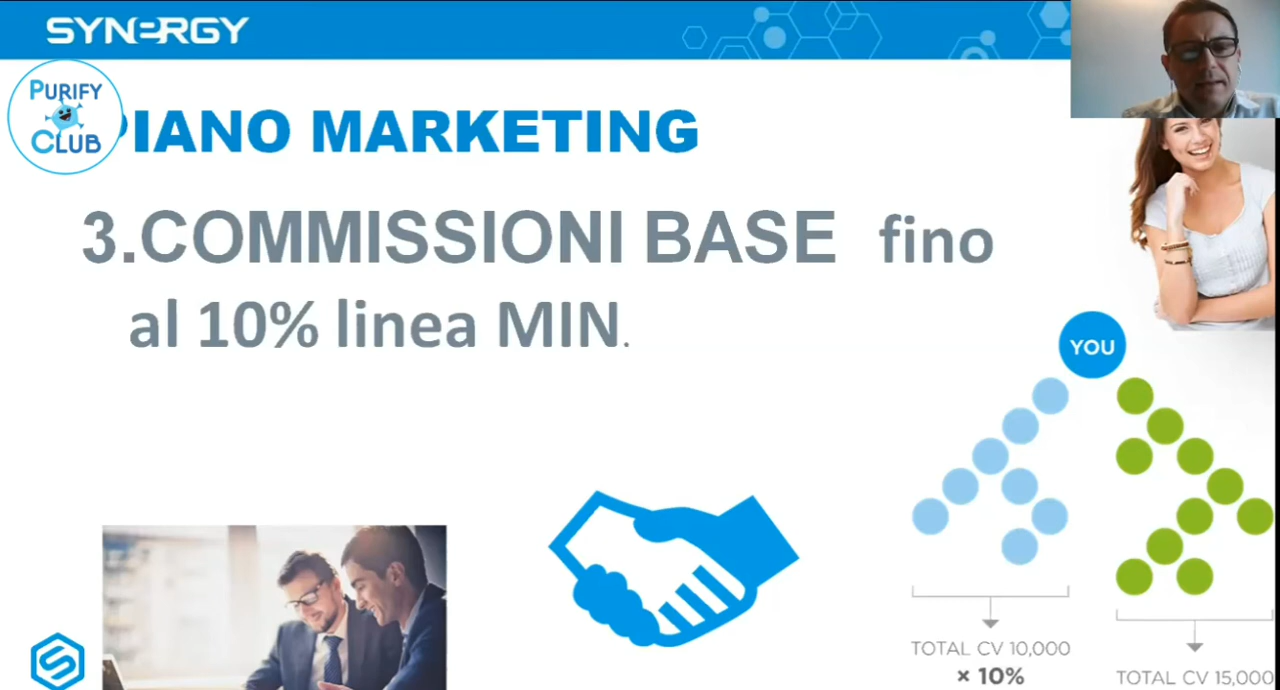 SYNERGY
PURIFY
CLUB
PIANO MARKETING
3.COMMISSIONI BASE fino
al 10% linea MIN.
YOU
TOTAL CV 10,000
× 10%
TOTAL CV 15,000